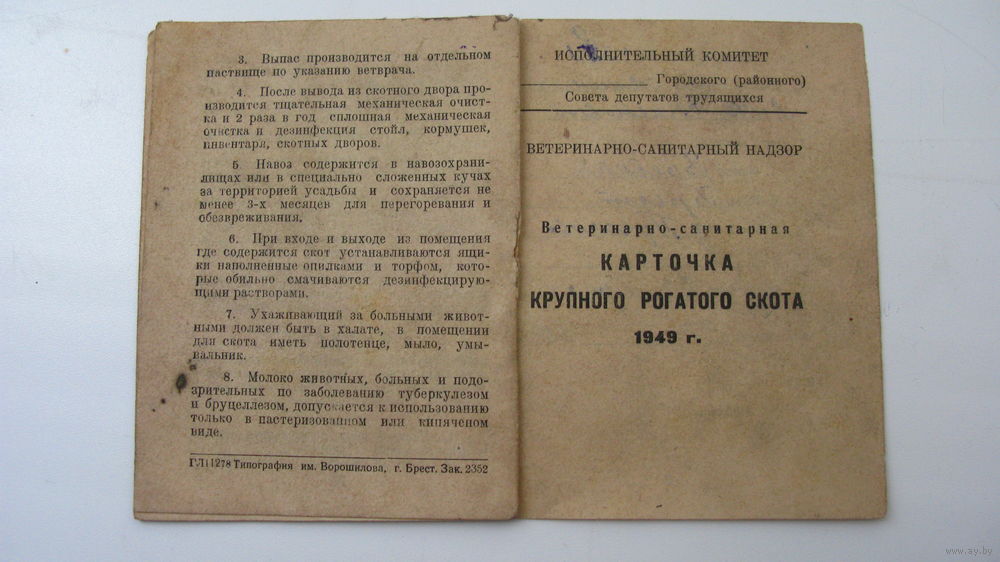 3. Выпас производится на отдельном
пастбище по указанию ветврача.
4. После вывода из скотного двора про-
изводится тщательная механическая очист-
ка и 2 раза в год сплошная механическая
очистка и дезинфекция стойл, кормушек,
инвентаря, скотных дворов.
5. Навоз содержится в навозохрани-
лищах или в специально сложенных кучах
за территорией усадьбы и сохраняется не
менее 3-х месяцев для перегоревания и
обезвреживания.
6. При входе и выходе из помещения
где содержится скот устанавливаются ящи-
ки наполненные опилками и торфом, кото-
рые обильно смачиваются дезинфекцирую-
щими растворами.
7. Ухаживающий за больными живот-
ными должен быть в халате, в помещении
для скота иметь полотенце, мыло, умы-
вальник.
8. Молоко животных, больных и подо-
зрительных по заболеванию туберкулезом
и бруцеллезом, допускается к использованию
только в пастеризованном или кипяченом
виде.
ГЛ11278 Типография им. Ворошилова, г. Брест. Зак. 2352
ИСПОЛНИТЕЛЬНЫЙ КОМИТЕТ
Городского (районного)
Совета депутатов трудящихся
ВЕТЕРИНАРНО-САНИТАРНЫЙ НАДЗОР
Ветеринарно-санитарная
КАРТОЧКА
КРУПНОГО РОГАТОГО СКОТА
1949 г.
www.ay.by